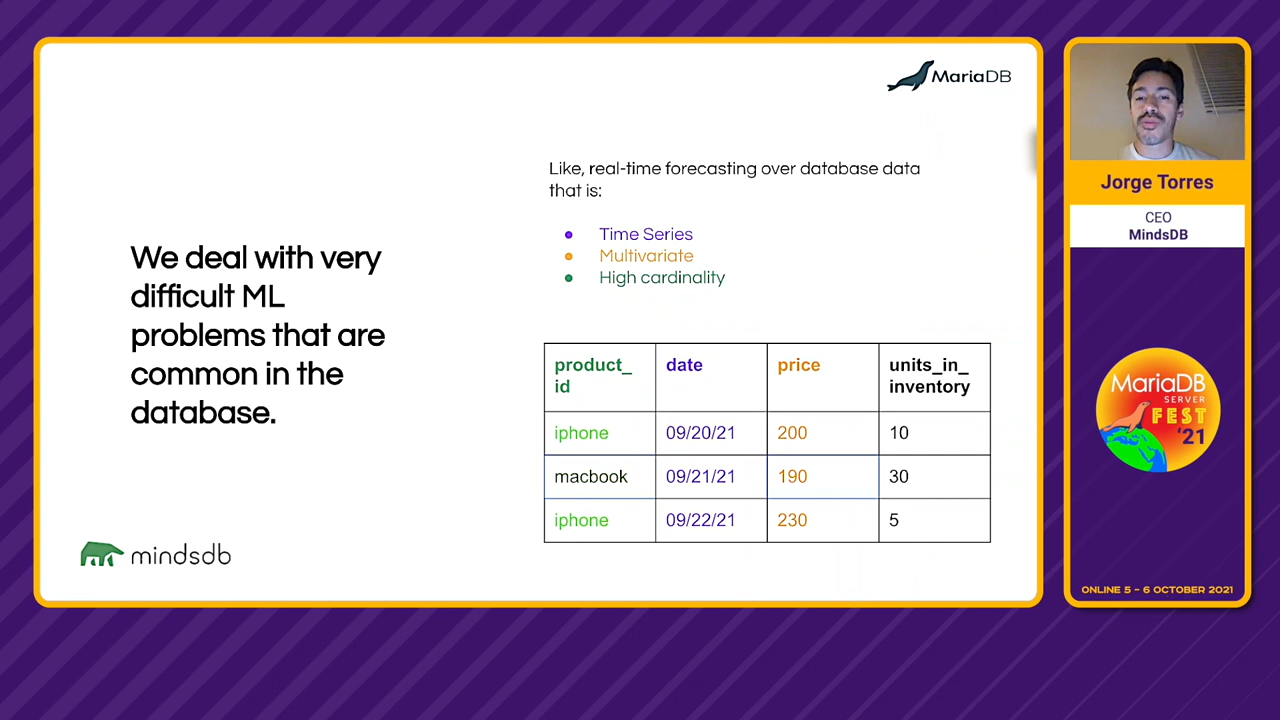 MariaDB
Like, real-time forecasting over database data
that is:
Time Series
Multivariate
High cardinality
We deal with very
difficult ML
problems that are
common in the
database.
product_
id
date
price
units_in_
inventory
iphone 09/20/21 200 10
macbook 09/21/21 190 30
iphone 09/22/21 230 5
mindsdb
Jorge Torres
CEO
MindsDB
MariaDB
SERVER
FEST
'21
ONLINE 5 - 6 OCTOBER 2021